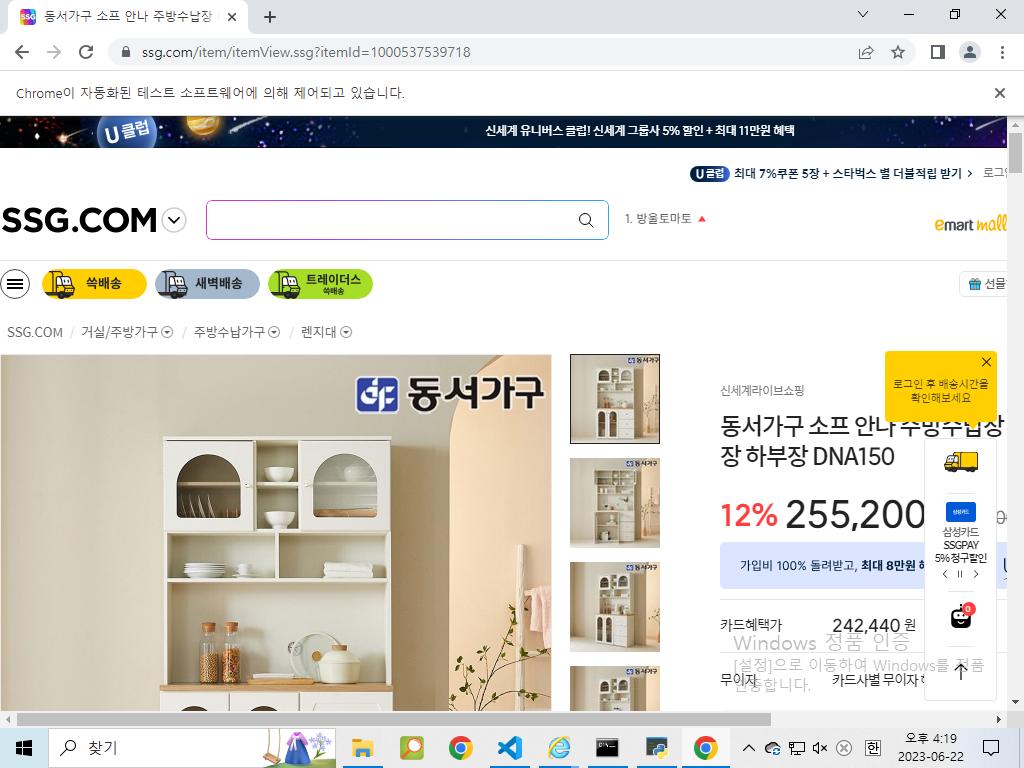 동서가구 소프 안나 주방수납장
ssg.com/item/itemView.ssg?itemId=1000537539718
Chrome이 자동화된 테스트 소프트웨어에 의해 제어되고 있습니다.
U클럽
신세계 유니버스 클럽! 신세계 그룹사 5% 할인 + 최대 11만원 혜택
U클럽 최대 7%쿠폰 5장 + 스타벅스 별 더블적립 받기 >
SSG.COM
1. 방울토마토
emart mall
쓱배송
새벽배송
트레이더스
쓱배송
선물
SSG.COM / 거실/주방가구 / 주방수납가구 / 렌지대
동서가구
로그인 후 배송시간을
확인해보세요
신세계라이브쇼핑
동서가구 소프 안나 주방수납장
장 하부장 DNA150
12% 255,200
삼성카드
삼성카드
SSGPAY
5% 청구할인
가입비 100% 돌려받고, 최대 8만원
카드혜택가 242,440 원
0
Windows 정품 인증
[설정]으로 이동하여 Windows를 정품
인증합니다.
무이자 카드사별 무이자
찾기
한
오후 4:19
2023-06-22